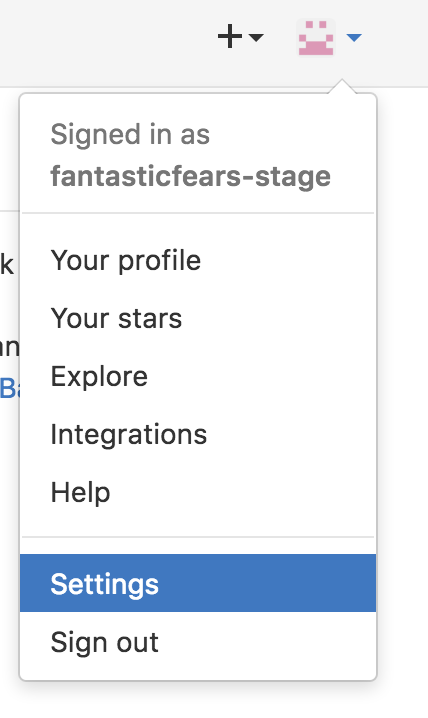 Signed in as
fantasticfears-stage
k
Your profile
Your stars
an
Explore
Ba
Integrations
Help
Settings
Sign out